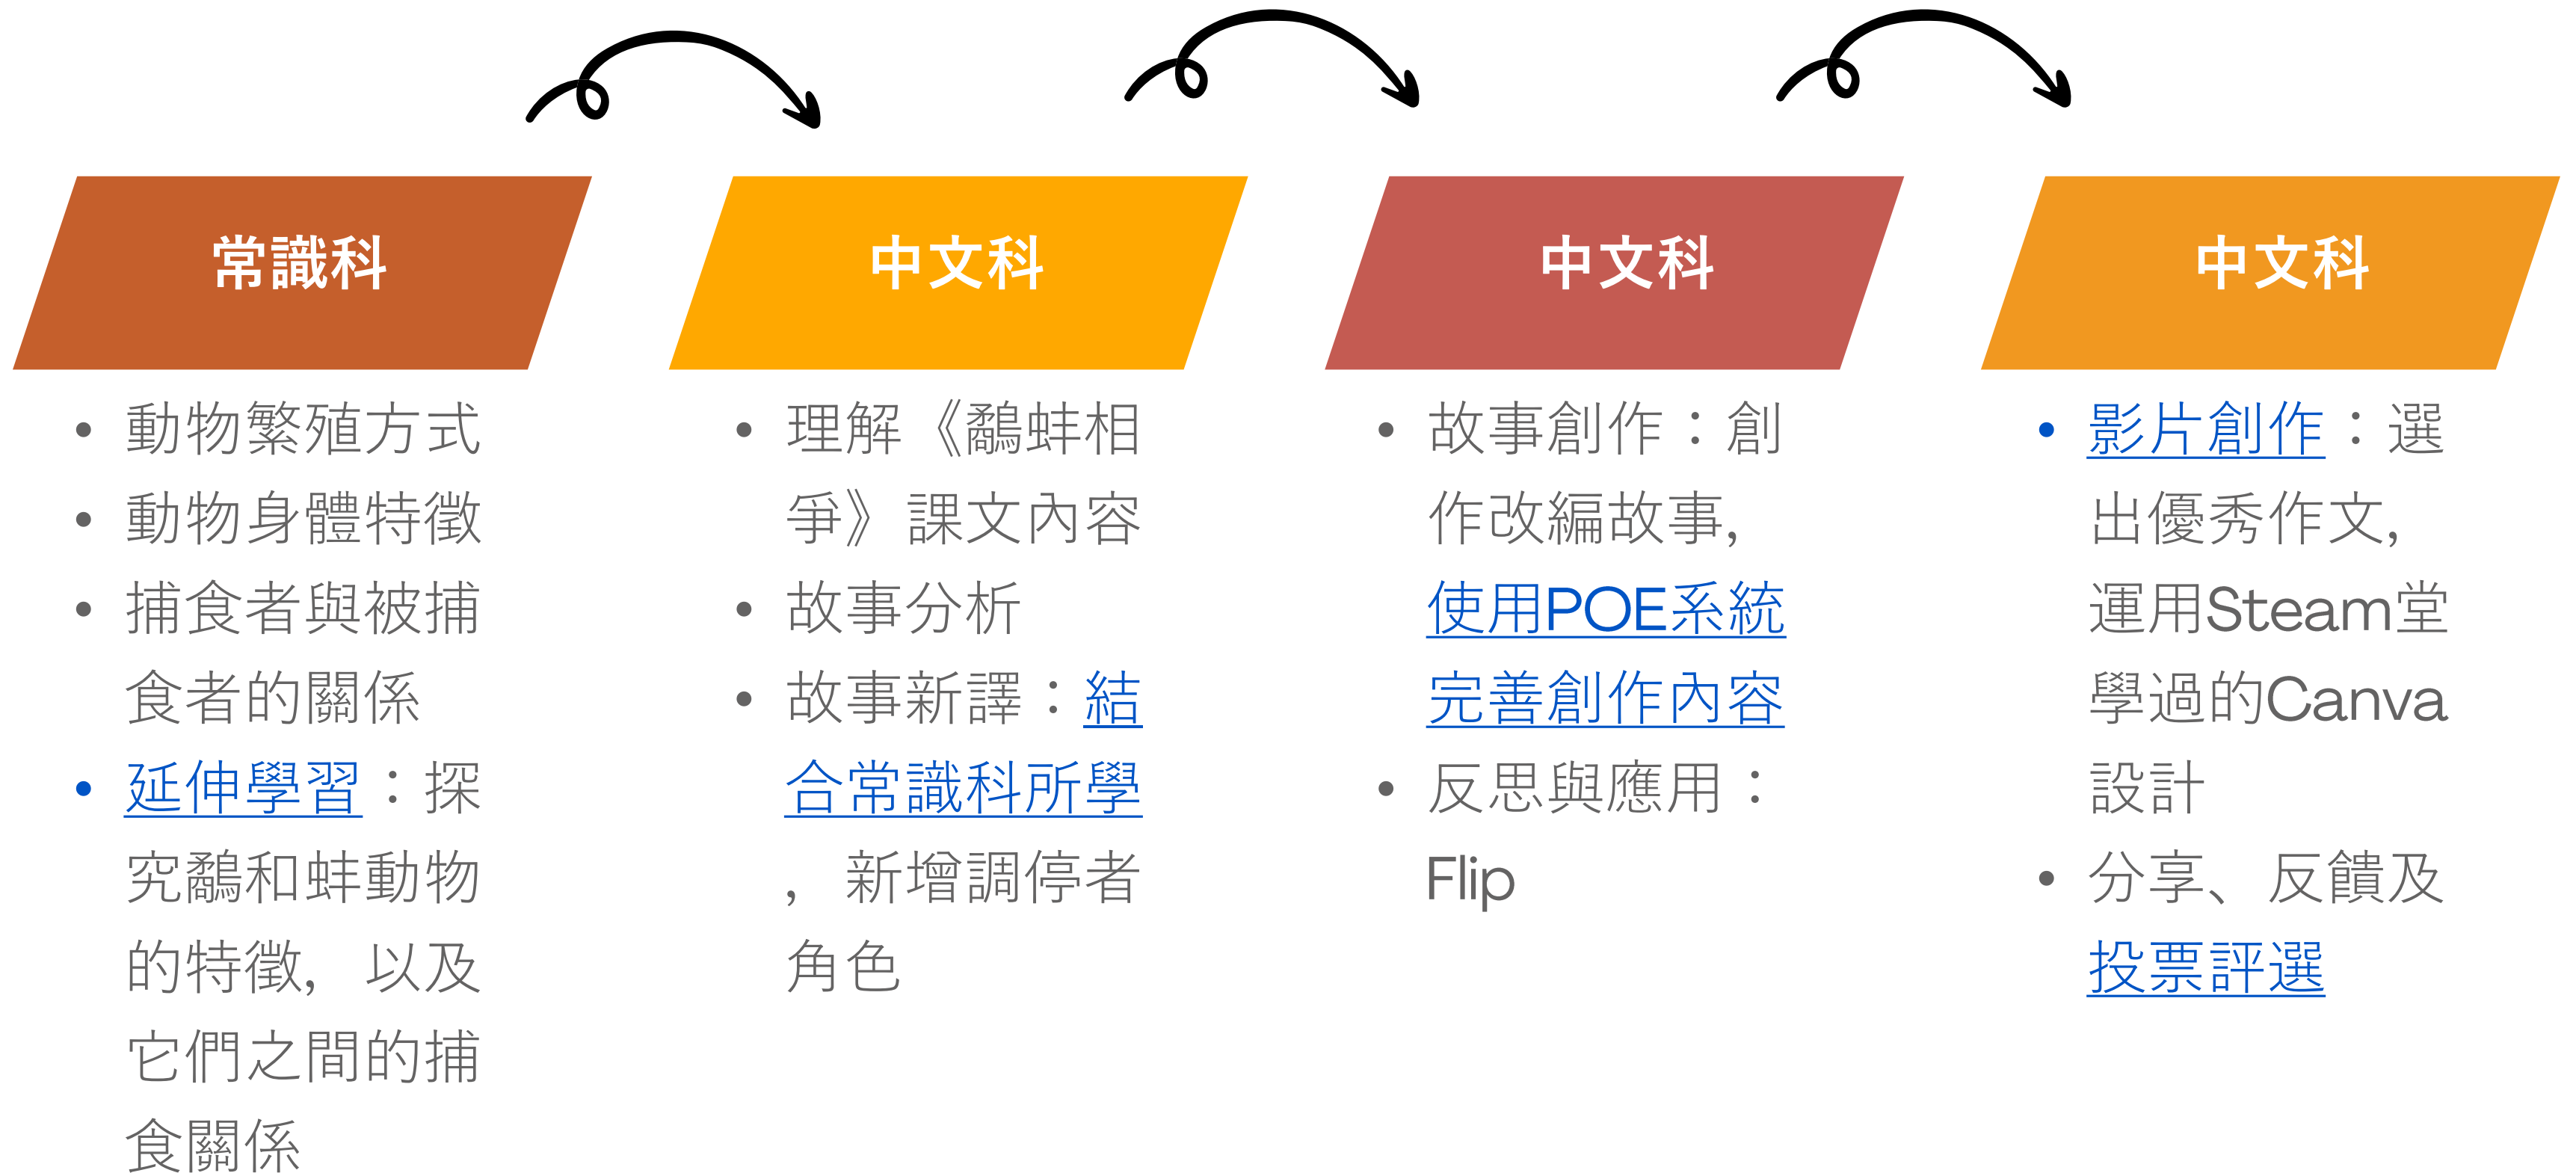 常識科
• 動物繁殖方式
• 動物身體特徵
• 捕食者與被捕
食者的關係
• 延伸學習：探
究鷸和蚌動物
的特徵，以及
它們之間的捕
食關係
中文科
• 理解《鷸蚌相
爭》課文內容
• 故事分析
• 故事新譯：結
合常識科所學
，新增調停者
角色
中文科
• 故事創作：創
作改編故事，
使用POE系統
完善創作內容
• 反思與應用：
Flip
中文科
• 影片創作：選
出優秀作文，
運用Steam堂
學過的Canva
設計
• 分享、反饋及
投票評選